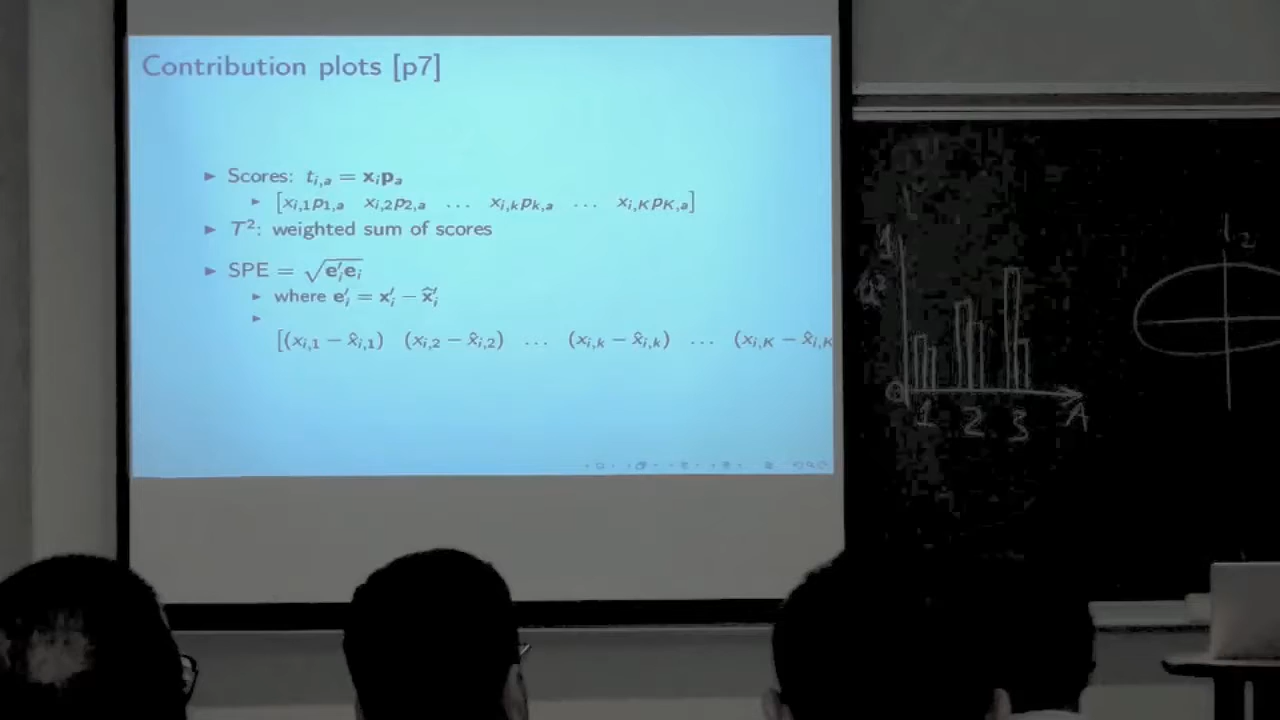 Contribution plots [p7]
▶ Scores: t_{i,a} = x_i p_a
▶ [x_{i,1}p_{1,a} x_{i,2}p_{2,a} ... x_{i,k}p_{k,a} ... x_{i,K}p_{K,a}]
▶ T²: weighted sum of scores
▶ SPE = √(e′_i e_i)
▶ where e′_i = x′_i − x̂′_i
▶
[(x_{i,1} − x̂_{i,1}) (x_{i,2} − x̂_{i,2}) ... (x_{i,k} − x̂_{i,k}) ... (x_{i,K} − x̂_{i,K}
1
0
1 2 3 A